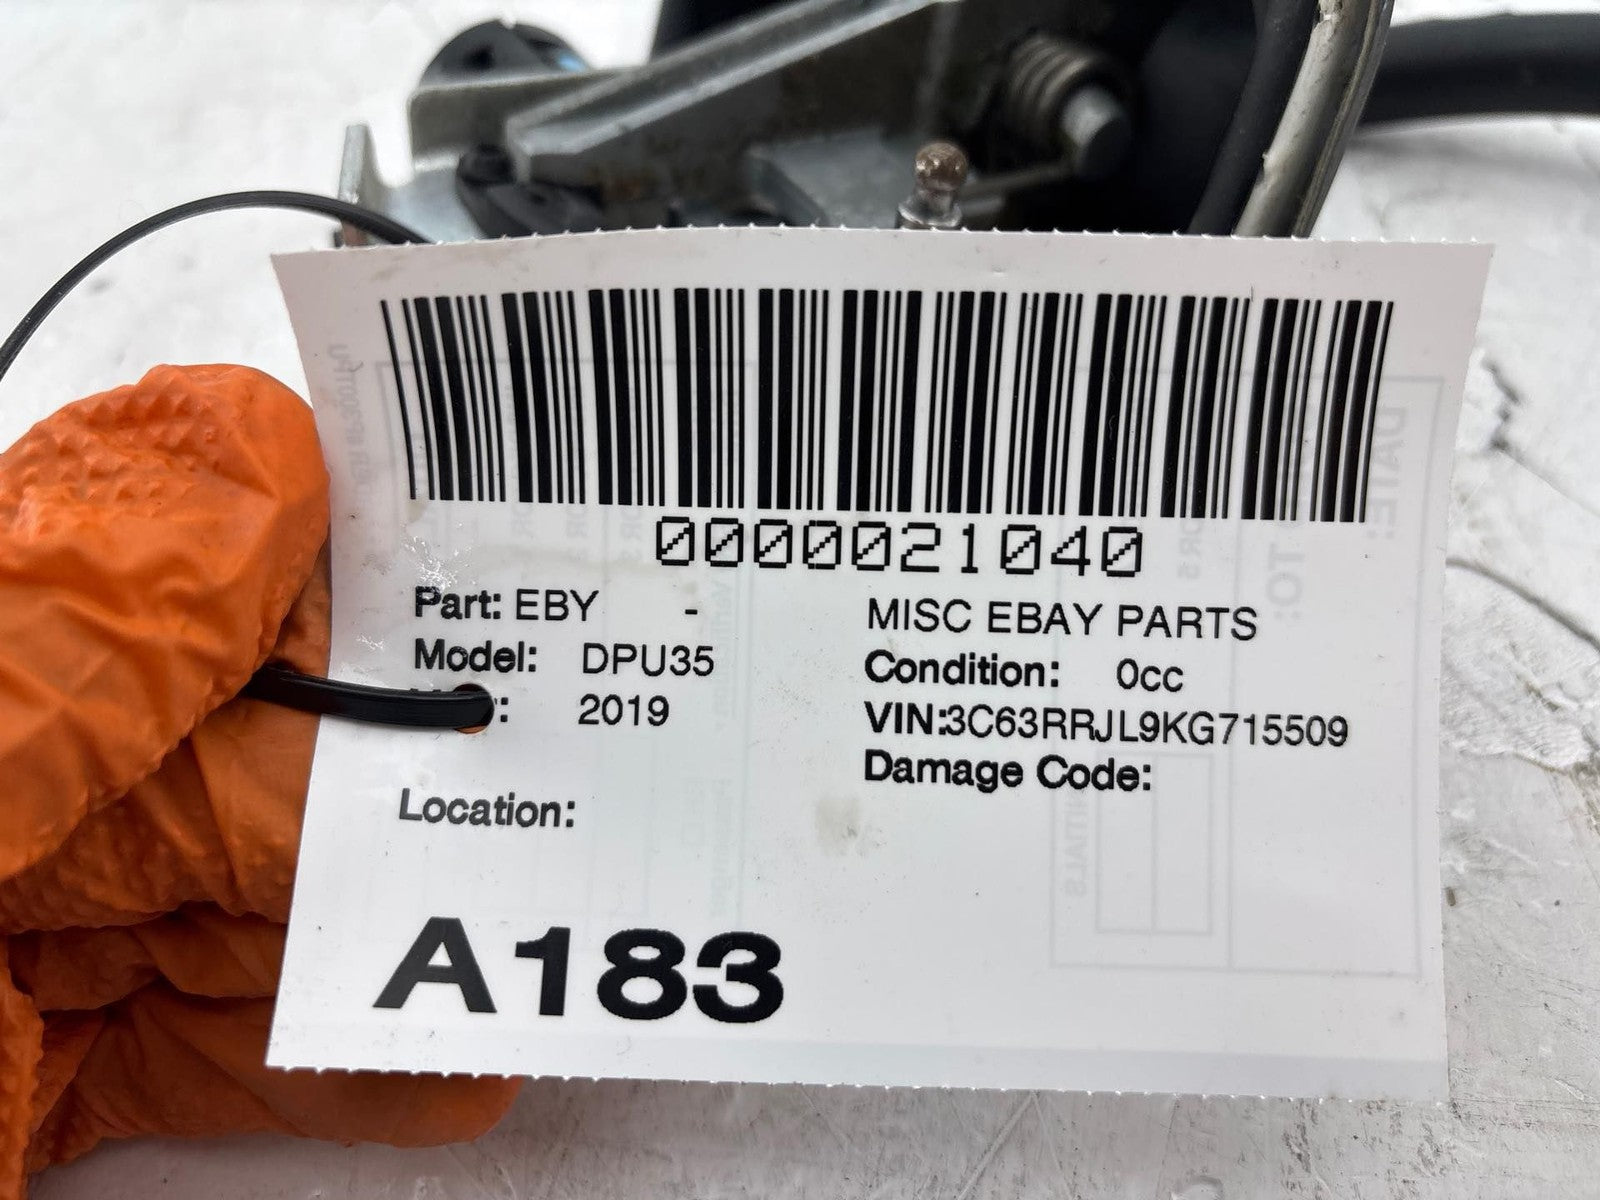 0000021040
Part: EBY - MISC EBAY PARTS
Model: DPU35 Condition: 0cc
: 2019 VIN:3C63RRJL9KG715509
Damage Code:
Location:
A183